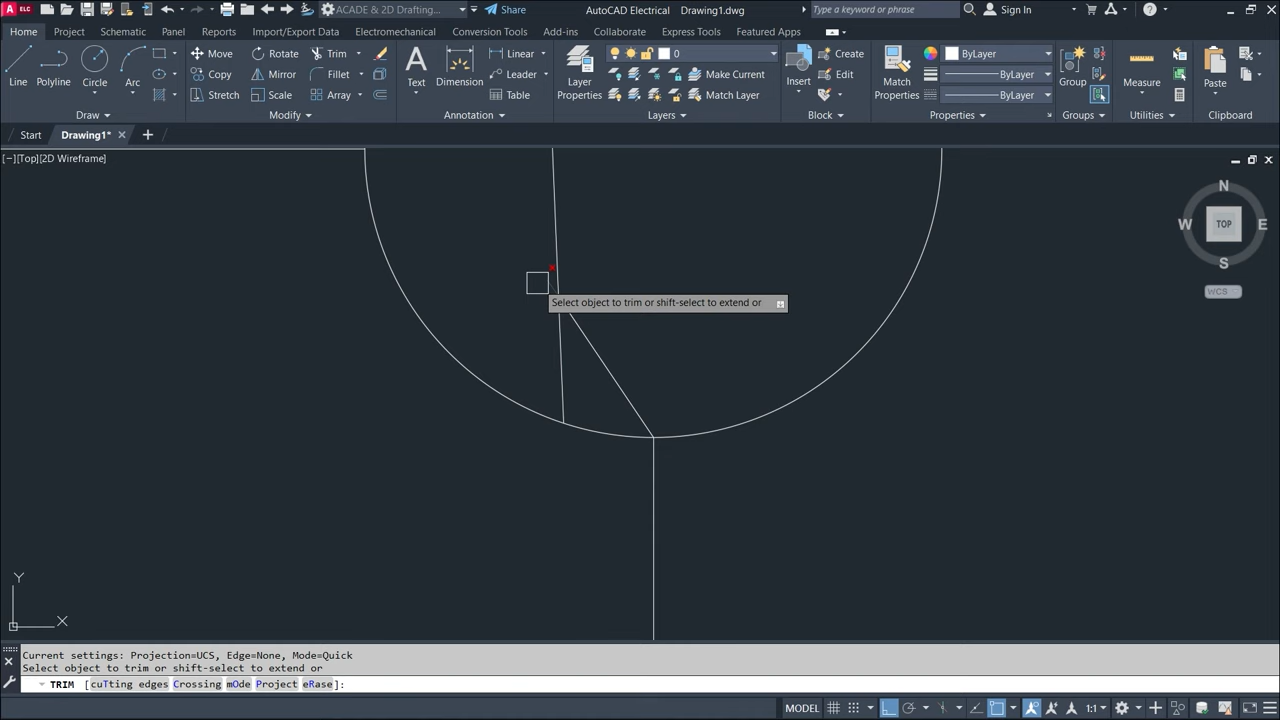 A ELC ACADE & 2D Drafting... Share AutoCAD Electrical Drawing1.dwg Type a keyword or phrase Sign In
Home Project Schematic Panel Reports Import/Export Data Electromechanical Conversion Tools Add-ins Collaborate Express Tools Featured Apps
Line Polyline Circle Arc
Move Rotate Trim
Copy Mirror Fillet
Stretch Scale Array
Text Dimension
Linear
Leader
Table
Layer Properties
0
Make Current
Match Layer
Insert
Create
Edit
Match Properties
ByLayer
ByLayer
ByLayer
Group
Measure
Paste
Draw Modify Annotation Layers Block Properties Groups Utilities Clipboard
Start Drawing1*
[−][Top][2D Wireframe]
N
W TOP E
S
WCS
Select object to trim or shift-select to extend or
Y
X
Current settings: Projection=UCS, Edge=None, Mode=Quick
Select object to trim or shift-select to extend or
TRIM [cuTting edges Crossing mOde Project eRase]:
MODEL 1:1